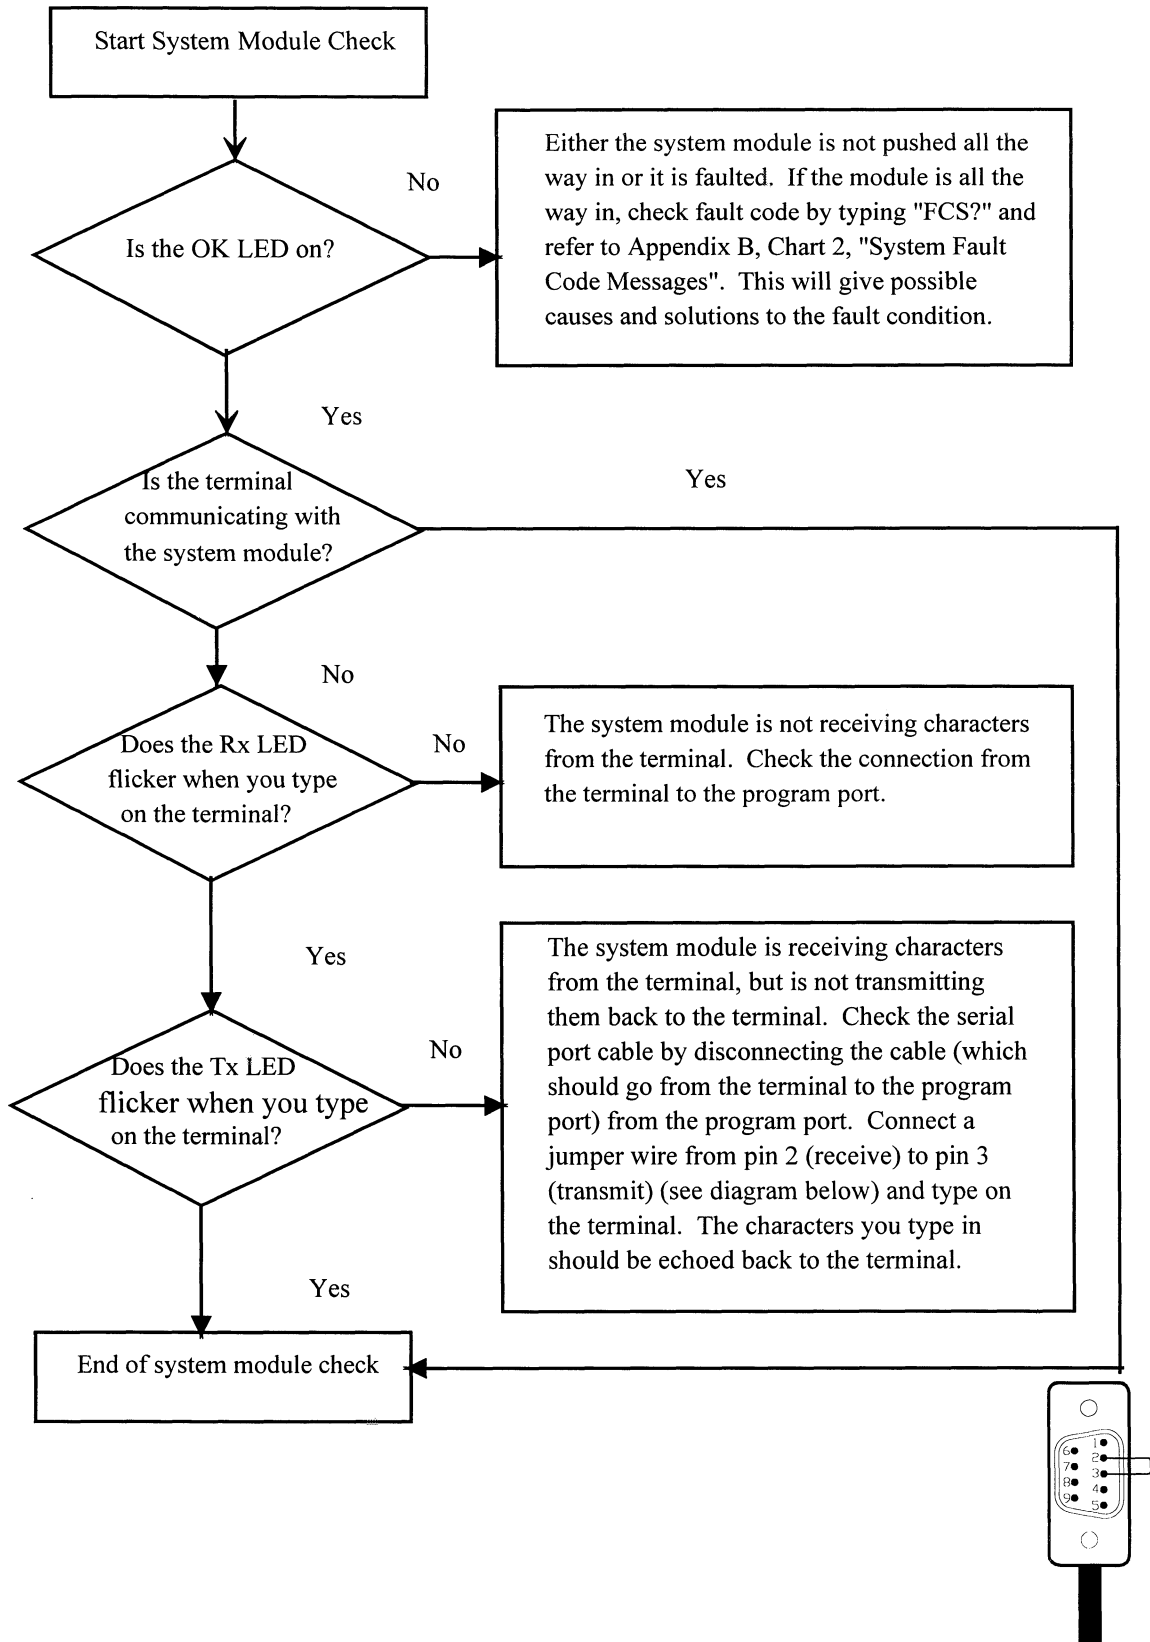 Start System Module Check
Is the OK LED on?
No
Either the system module is not pushed all the
way in or it is faulted.  If the module is all the
way in, check fault code by typing "FCS?" and
refer to Appendix B, Chart 2, "System Fault
Code Messages".  This will give possible
causes and solutions to the fault condition.
Yes
Is the terminal
communicating with
the system module?
Yes
No
Does the Rx LED
flicker when you type
on the terminal?
No
The system module is not receiving characters
from the terminal.  Check the connection from
the terminal to the program port.
Yes
Does the Tx LED
flicker when you type
on the terminal?
No
The system module is receiving characters
from the terminal, but is not transmitting
them back to the terminal.  Check the serial
port cable by disconnecting the cable (which
should go from the terminal to the program
port) from the program port.  Connect a
jumper wire from pin 2 (receive) to pin 3
(transmit) (see diagram below) and type on
the terminal.  The characters you type in
should be echoed back to the terminal.
Yes
End of system module check
1
6
2
7
3
8
4
9
5